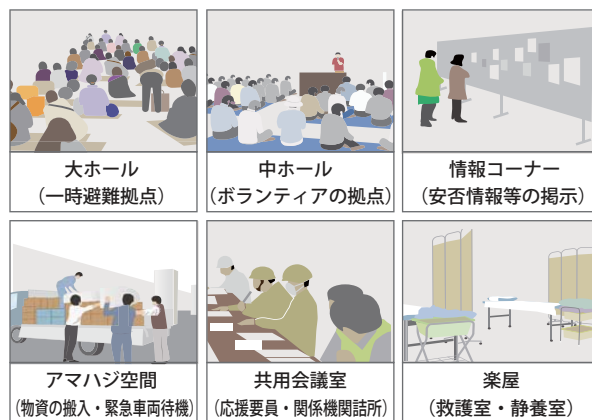 大ホール
（一時避難拠点）
中ホール
（ボランティアの拠点）
情報コーナー
（安否情報等の掲示）
アマハジ空間
（物資の搬入・緊急車両待機）
共用会議室
（応援要員・関係機関詰所）
楽屋
（救護室・静養室）